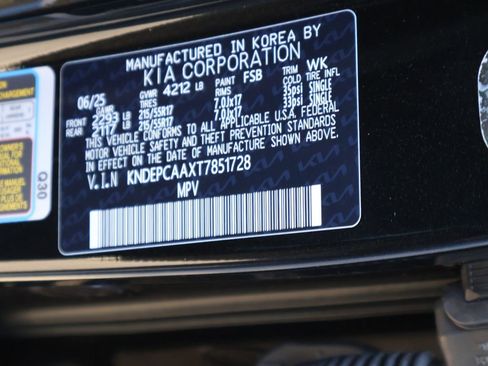 MANUFACTURED IN KOREA BY
KIA CORPORATION
06/25 GVWR 4212 LB PAINT FSB TRIM WK
GAWR TIRES RIMS COLD TIRE INFL
FRONT 2293 LB 215/55R17 7.0Jx17 35psi SINGLE
REAR 2117 LB 215/55R17 7.0Jx17 33psi SINGLE
THIS VEHICLE CONFORMS TO ALL APPLICABLE U.S.A. FEDERAL
MOTOR VEHICLE SAFETY AND THEFT PREVENTION STANDARDS
IN EFFECT ON THE DATE OF MANUFACTURE SHOWN ABOVE.
V.I.N KNDEPCAAXT7851728
MPV
Q30